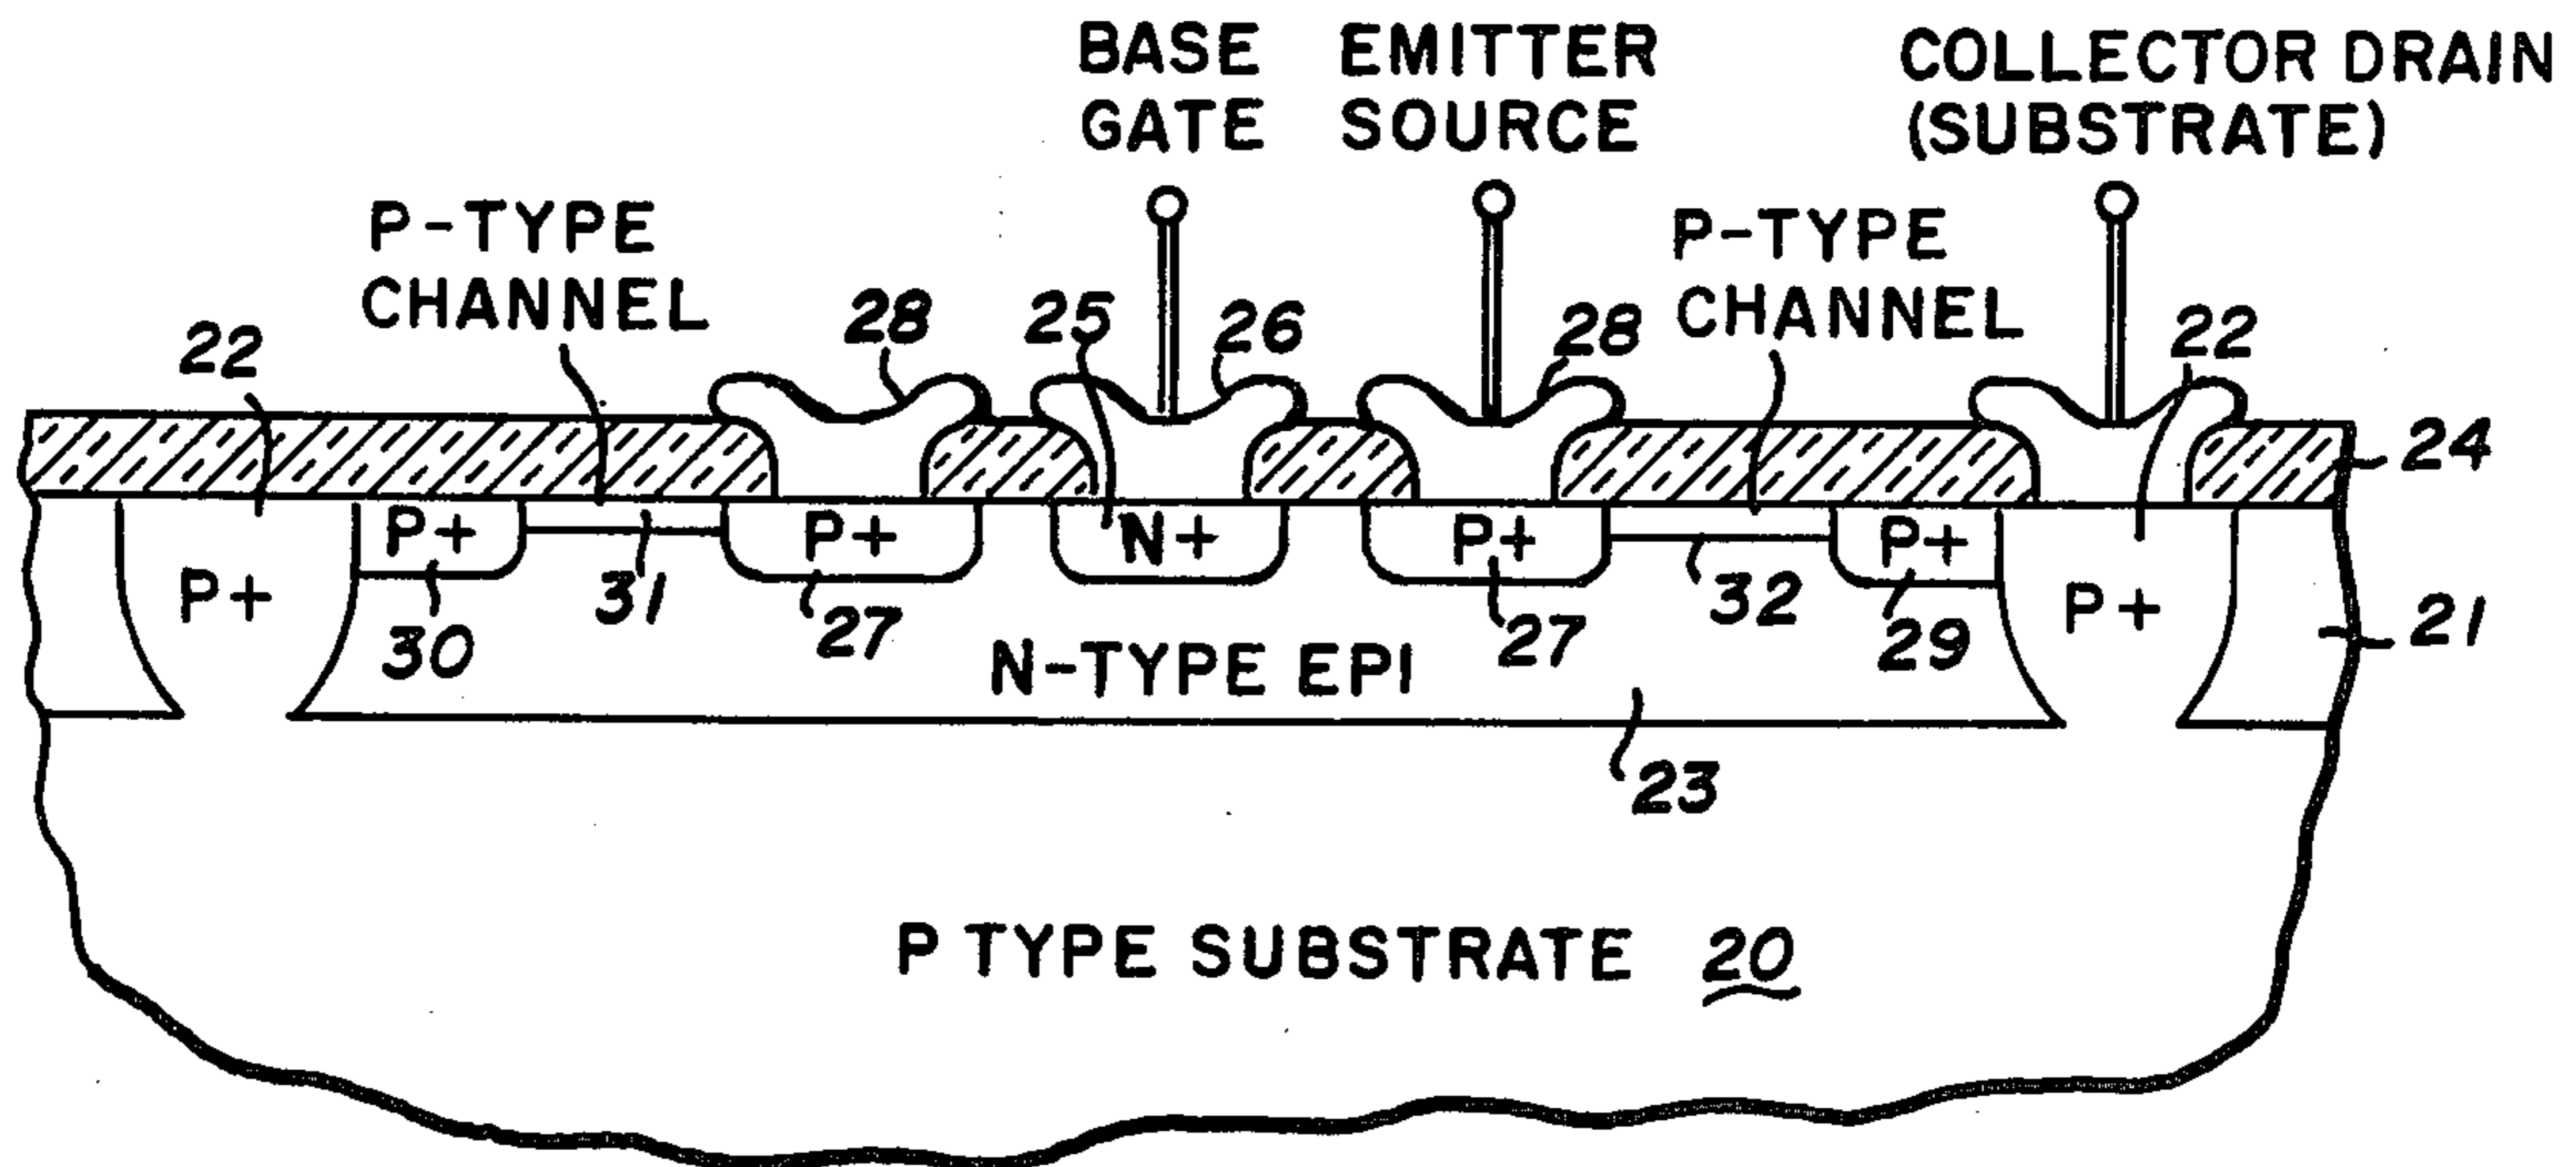 BASE EMITTER COLLECTOR DRAIN
GATE SOURCE (SUBSTRATE)
P-TYPE
CHANNEL
P-TYPE
CHANNEL
22
28
25
26
28
22
24
P+
P+
N+
P+
P+
P+
P+
30
31
27
27
32
29
21
N-TYPE EPI
23
P TYPE SUBSTRATE 20